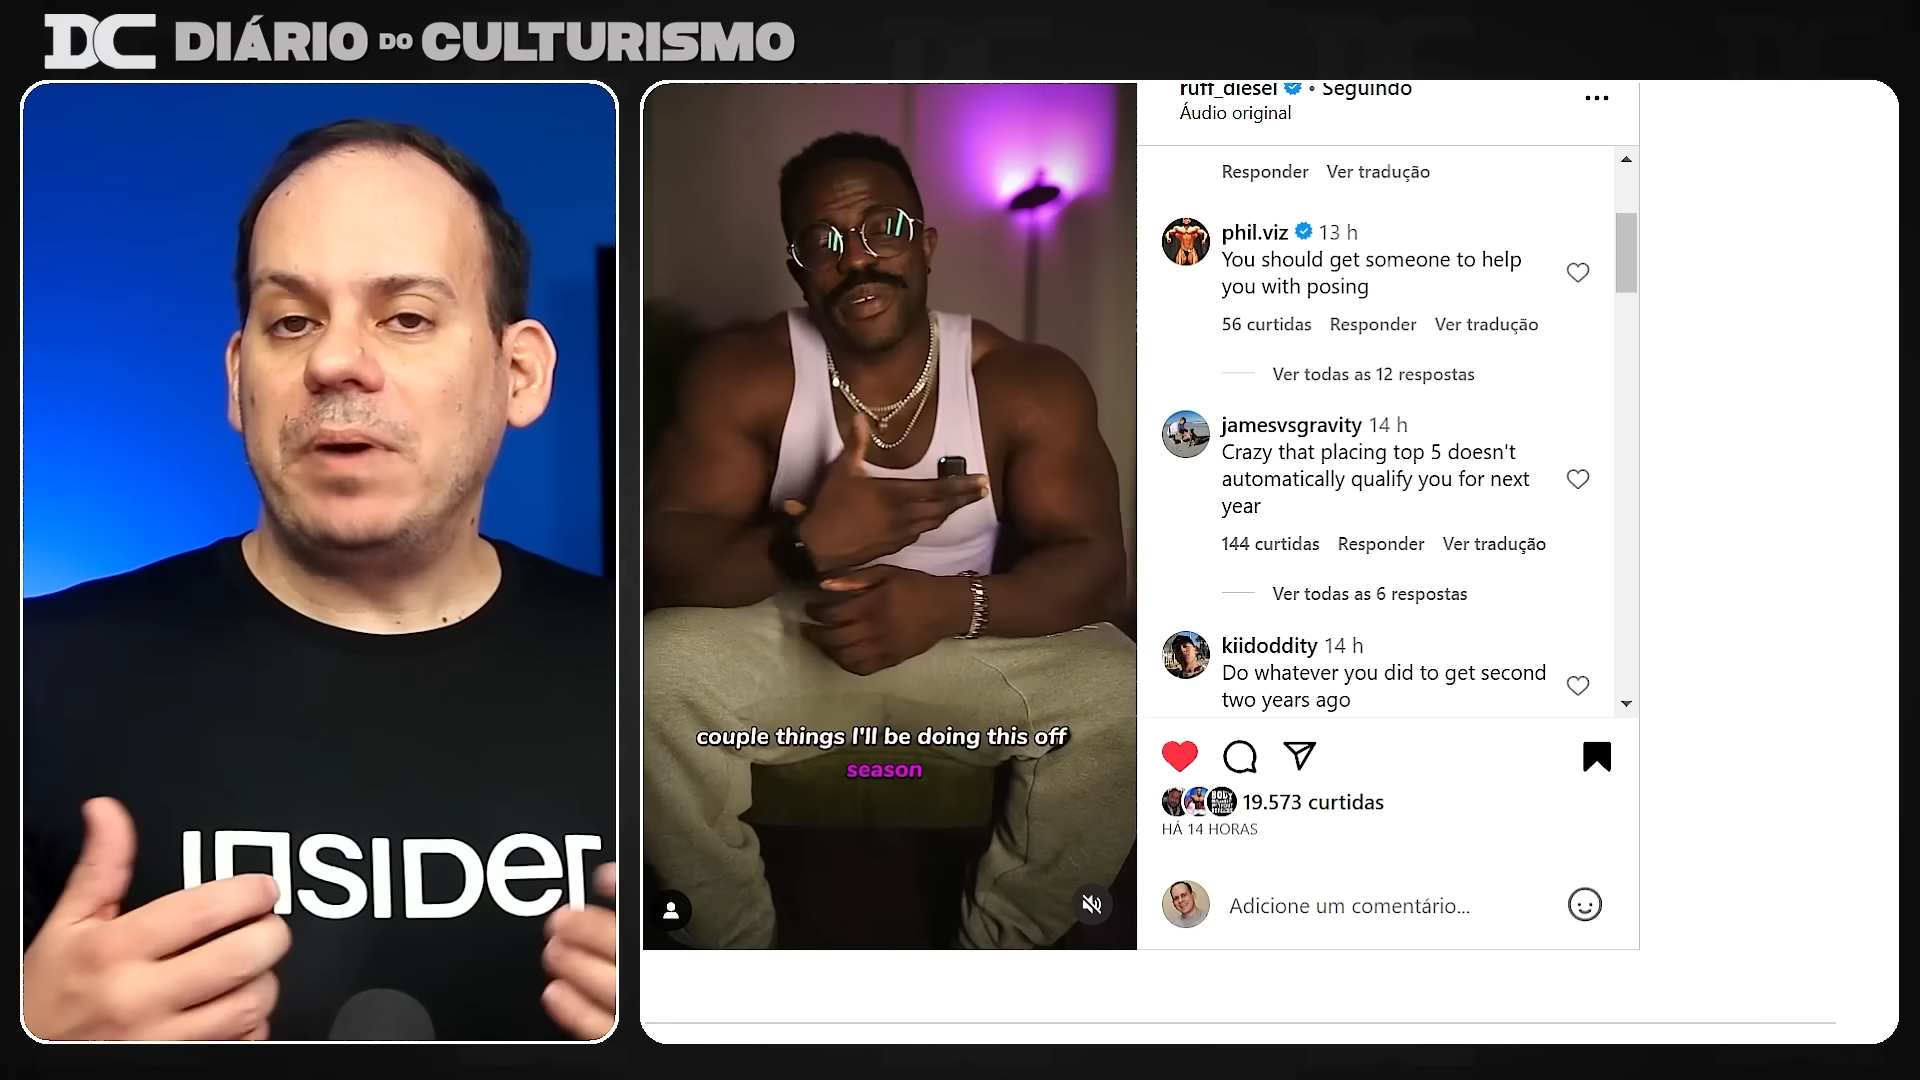 DC DIÁRIO DO CULTURISMO
INSIDER
couple things I'll be doing this off
season
ruff_diesel • Seguindo
Áudio original
Responder Ver tradução
phil.viz 13 h
You should get someone to help
you with posing
56 curtidas Responder Ver tradução
Ver todas as 12 respostas
jamesvsgravity 14 h
Crazy that placing top 5 doesn't
automatically qualify you for next
year
144 curtidas Responder Ver tradução
Ver todas as 6 respostas
kiidoddity 14 h
Do whatever you did to get second
two years ago
19.573 curtidas
HÁ 14 HORAS
Adicione um comentário...